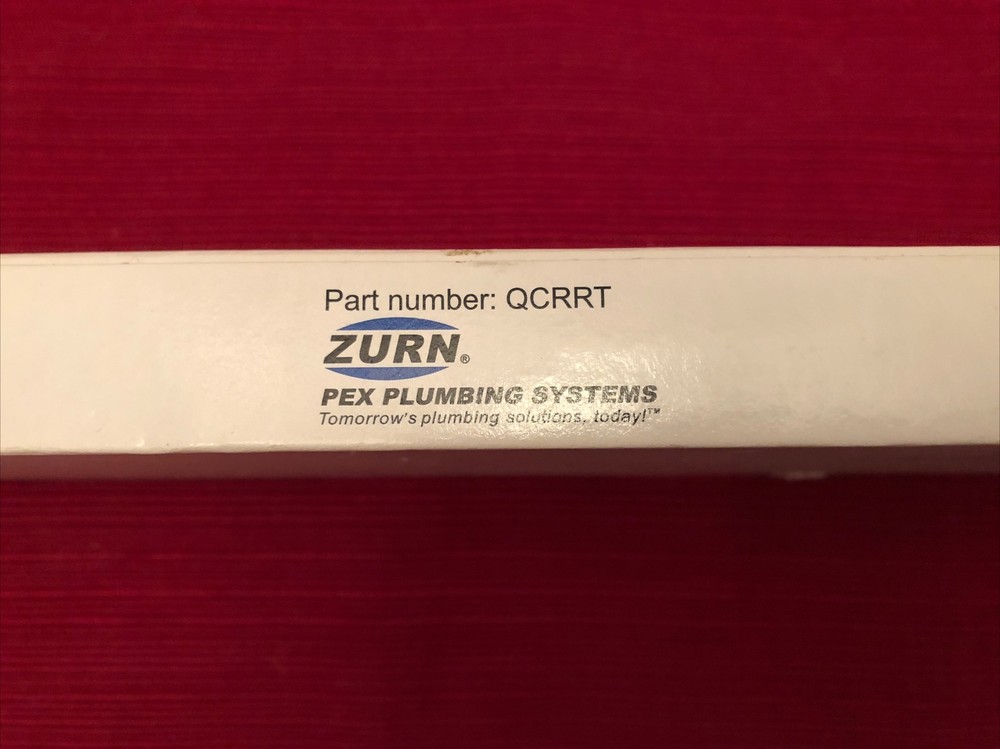 Part number: QCRRT
ZURN®
PEX PLUMBING SYSTEMS
Tomorrow's plumbing solutions, today!™